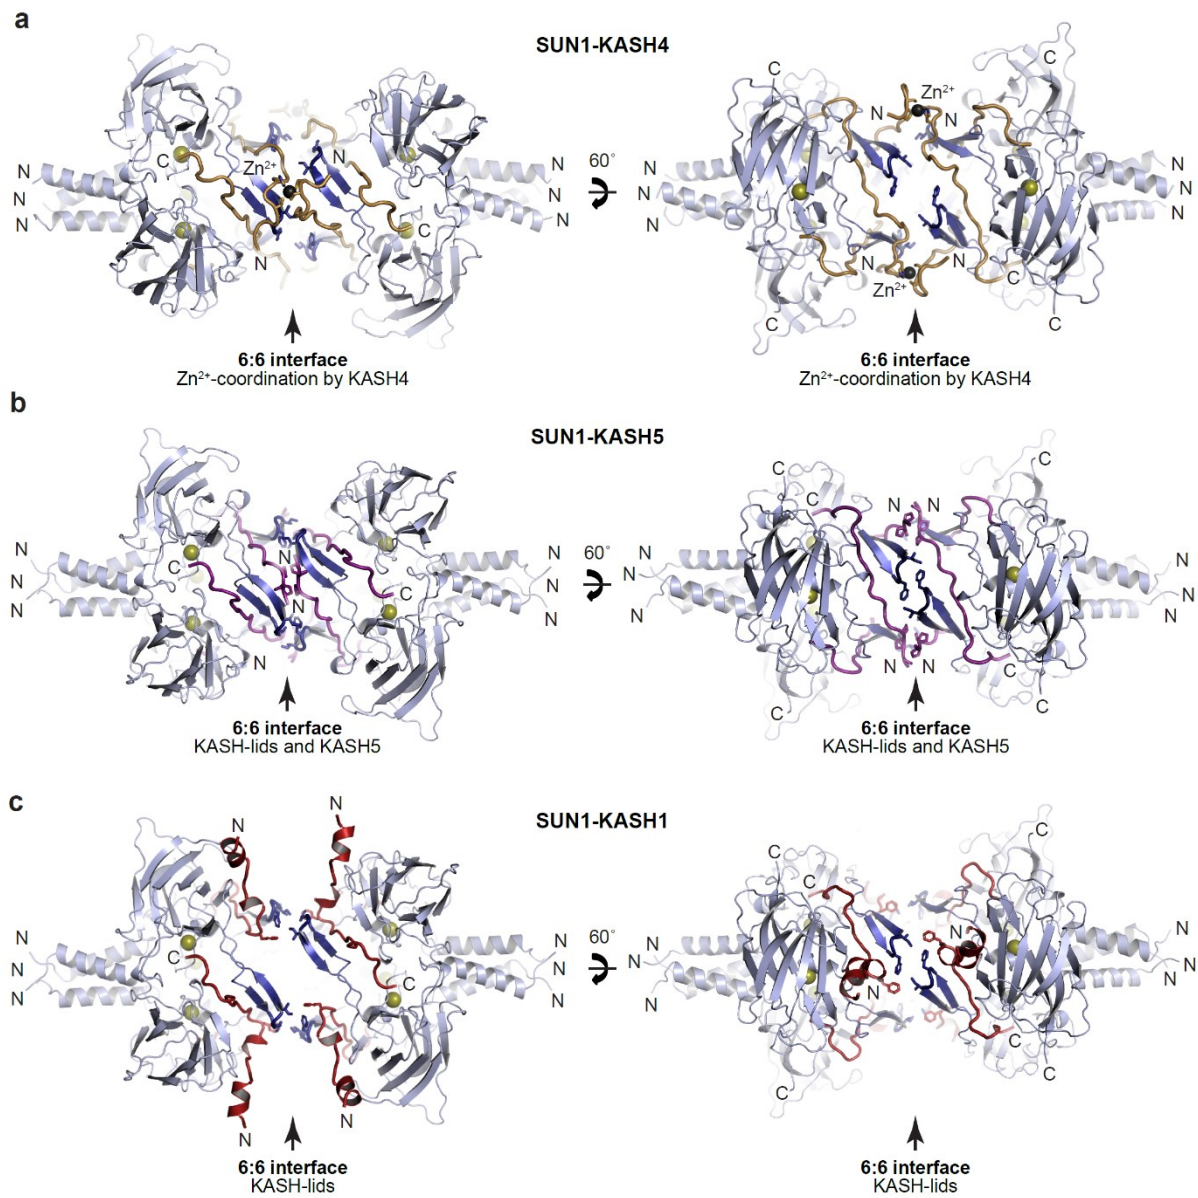 a
SUN1-KASH4
C
Zn²⁺
N
C
N
N
N
N
N
N
N
60°
C
N
Zn²⁺
N
C
N
N
N
N
N
N
N
N
Zn²⁺
C
C
6:6 interface
Zn²⁺-coordination by KASH4
6:6 interface
Zn²⁺-coordination by KASH4
b
SUN1-KASH5
C
N
N
C
N
N
N
N
N
N
N
60°
C
C
N
N
C
N
N
N
N
N
N
C
C
6:6 interface
KASH-lids and KASH5
6:6 interface
KASH-lids and KASH5
c
SUN1-KASH1
N
N
C
C
N
N
N
N
N
N
N
N
60°
C
C
C
N
N
N
N
N
N
C
C
C
6:6 interface
KASH-lids
6:6 interface
KASH-lids